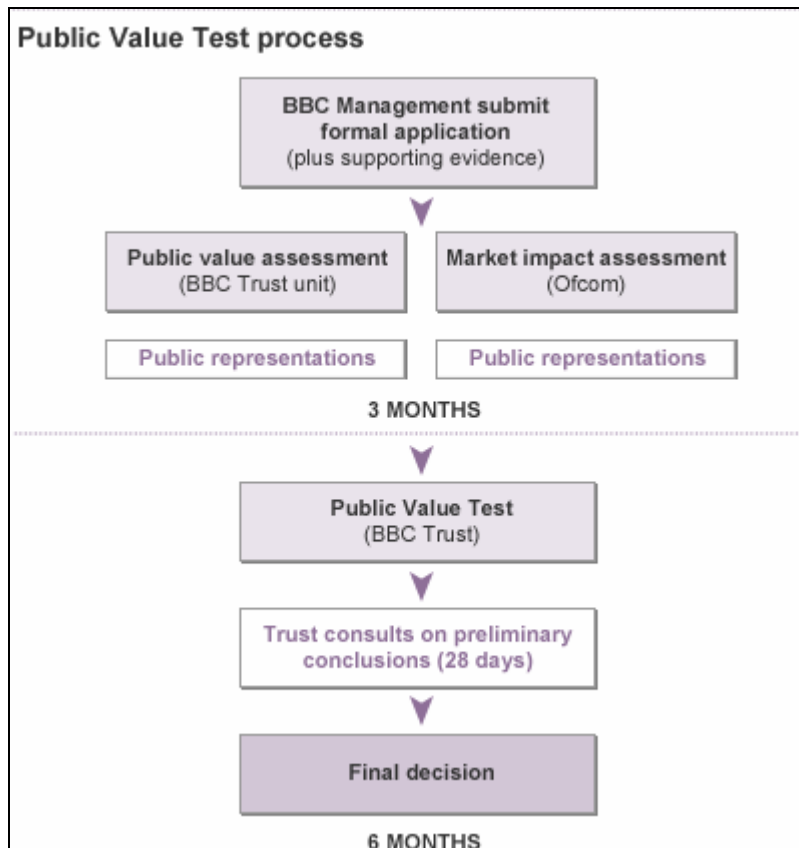 Public Value Test process
BBC Management submit
formal application
(plus supporting evidence)
Public value assessment
(BBC Trust unit)
Market impact assessment
(Ofcom)
Public representations
Public representations
3 MONTHS
Public Value Test
(BBC Trust)
Trust consults on preliminary
conclusions (28 days)
Final decision
6 MONTHS